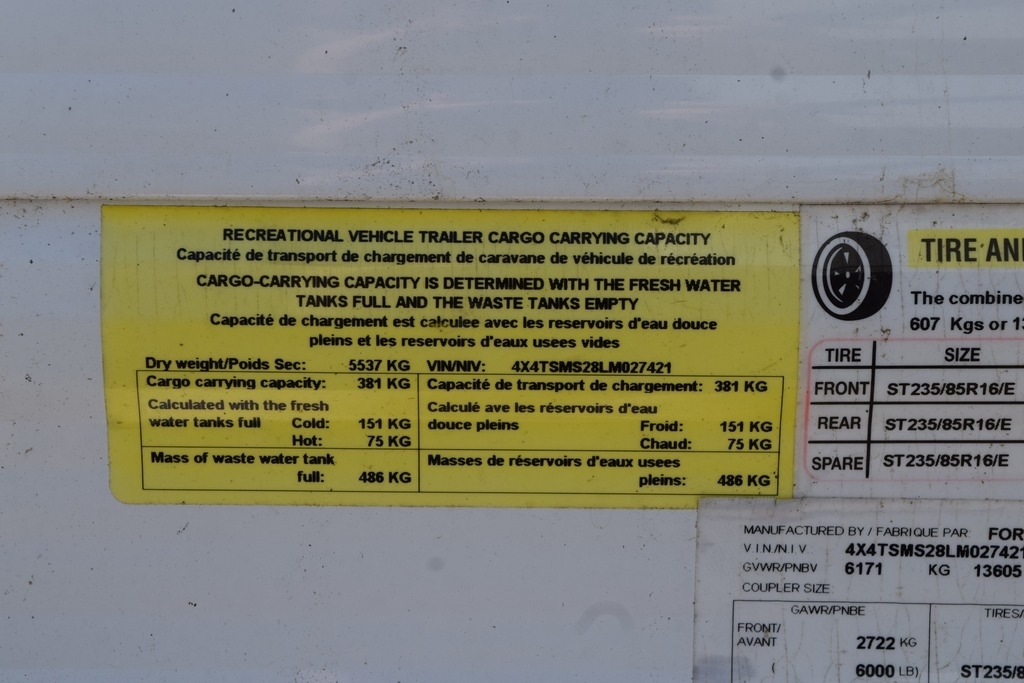 RECREATIONAL VEHICLE TRAILER CARGO CARRYING CAPACITY
Capacité de transport de chargement de caravane de véhicule de récréation
CARGO-CARRYING CAPACITY IS DETERMINED WITH THE FRESH WATER
TANKS FULL AND THE WASTE TANKS EMPTY
Capacité de chargement est calculee avec les reservoirs d'eau douce
pleins et les reservoirs d'eaux usees vides
Dry weight/Poids Sec: 5537 KG VIN/NIV: 4X4TSMS28LM027421
Cargo carrying capacity: 381 KG
Calculated with the fresh
water tanks full Cold: 151 KG
Hot: 75 KG
Mass of waste water tank
full: 486 KG
Capacité de transport de chargement: 381 KG
Calculé ave les réservoirs d'eau
douce pleins Froid: 151 KG
Chaud: 75 KG
Masses de réservoirs d'eaux usees
pleins: 486 KG
TIRE AN
The combine
607 Kgs or 13
TIRE SIZE
FRONT ST235/85R16/E
REAR ST235/85R16/E
SPARE ST235/85R16/E
MANUFACTURED BY / FABRIQUE PAR: FOR
V.I.N./N.I.V. 4X4TSMS28LM027421
GVWR/PNBV 6171 KG 13605
COUPLER SIZE:
GAWR/PNBE TIRES/
FRONT/
AVANT 2722 KG
( 6000 LB) ST235/8